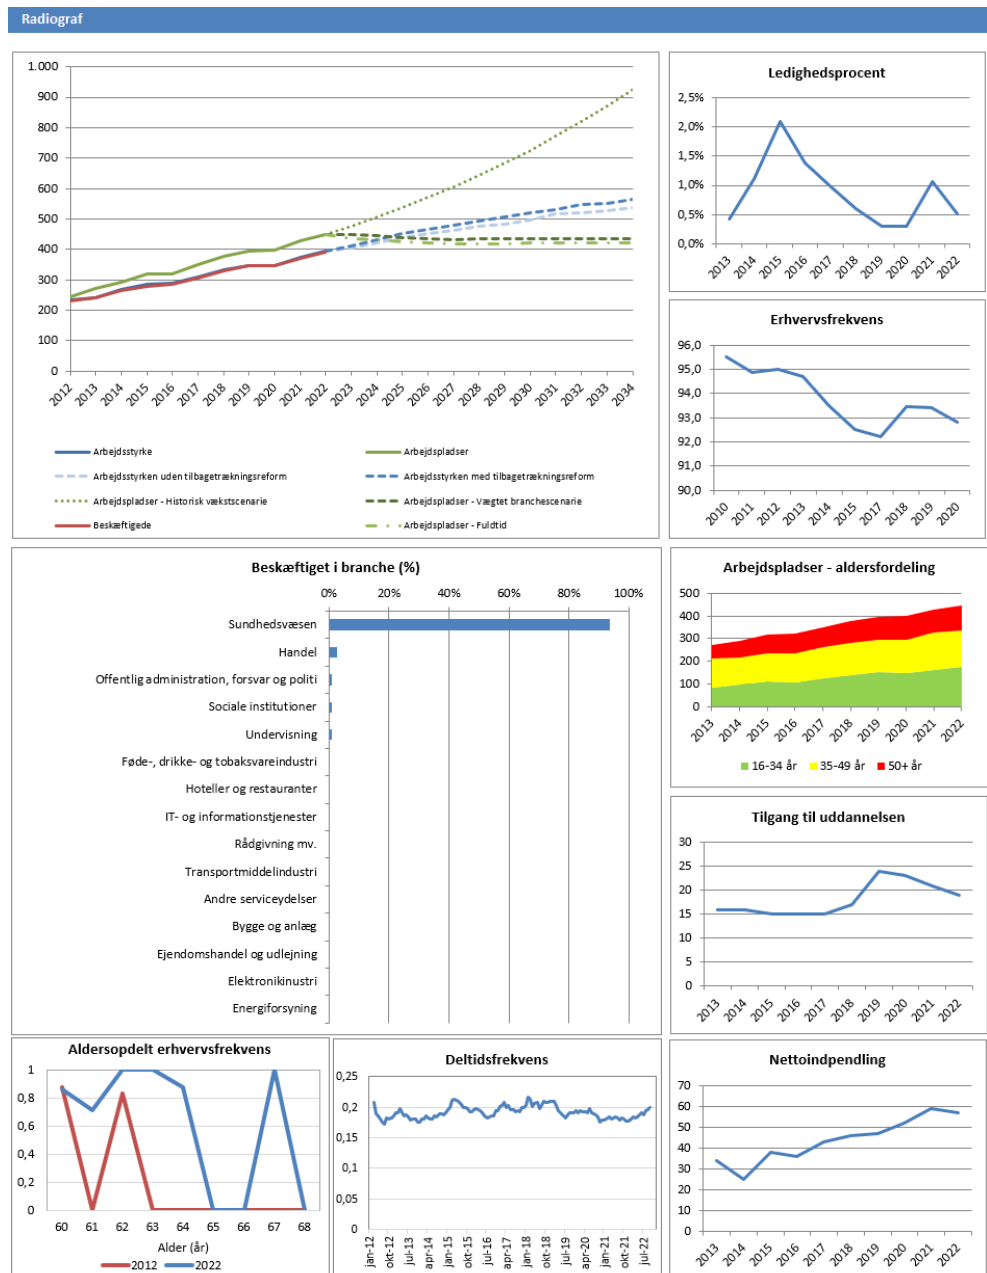 Radiograf
1.000
900
800
700
600
500
400
300
200
100
0
2012 2013 2014 2015 2016 2017 2018 2019 2020 2021 2022 2023 2024 2025 2026 2027 2028 2029 2030 2031 2032 2033 2034
Arbejdsstyrke Arbejdspladser
Arbejdsstyrken uden tilbagetrækningsreform Arbejdsstyrken med tilbagetrækningsreform
Arbejdspladser - Historisk vækstscenarie Arbejdspladser - Vægtet branchescenarie
Beskæftigede Arbejdspladser - Fuldtid
Ledighedsprocent
2,5%
2,0%
1,5%
1,0%
0,5%
0,0%
2013 2014 2015 2016 2017 2018 2019 2020 2021 2022
Erhvervsfrekvens
96,0
95,0
94,0
93,0
92,0
91,0
90,0
2010 2011 2012 2013 2014 2015 2017 2018 2019 2020
Beskæftiget i branche (%)
0% 20% 40% 60% 80% 100%
Sundhedsvæsen
Handel
Offentlig administration, forsvar og politi
Sociale institutioner
Undervisning
Føde-, drikke- og tobaksvareindustri
Hoteller og restauranter
IT- og informationstjenester
Rådgivning mv.
Transportmiddelindustri
Andre serviceydelser
Bygge og anlæg
Ejendomshandel og udlejning
Elektronikinustri
Energiforsyning
Arbejdspladser - aldersfordeling
500
400
300
200
100
0
2013 2014 2015 2016 2017 2018 2019 2020 2021 2022
16-34 år 35-49 år 50+ år
Tilgang til uddannelsen
30
25
20
15
10
5
0
2013 2014 2015 2016 2017 2018 2019 2020 2021 2022
Aldersopdelt erhvervsfrekvens
1
0,8
0,6
0,4
0,2
0
60 61 62 63 64 65 66 67 68
Alder (år)
2012 2022
Deltidsfrekvens
0,25
0,2
0,15
0,1
0,05
0
jan-12 okt-12 jul-13 apr-14 jan-15 okt-15 jul-16 apr-17 jan-18 okt-18 jul-19 apr-20 jan-21 okt-21 jul-22
Nettoindpendling
70
60
50
40
30
20
10
0
2013 2014 2015 2016 2017 2018 2019 2020 2021 2022